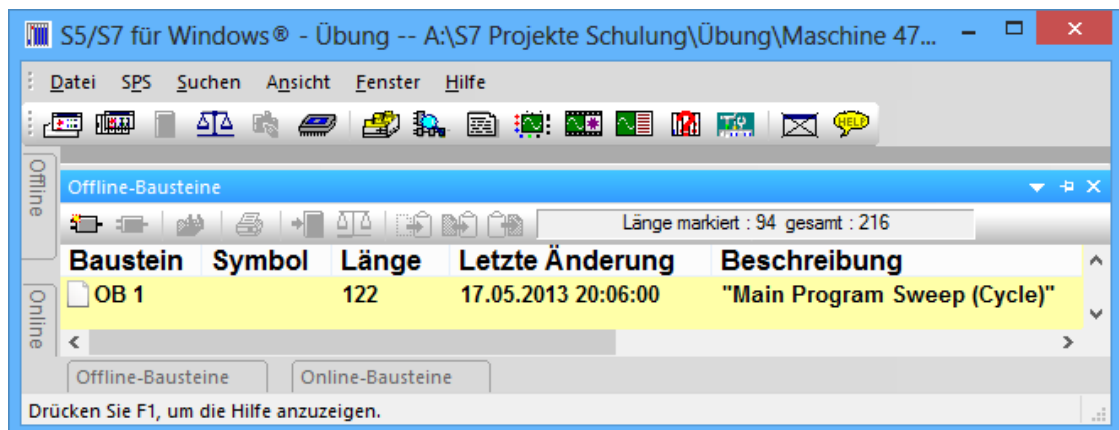 S5/S7 für Windows® - Übung -- A:\S7 Projekte Schulung\Übung\Maschine 47...
Datei SPS Suchen Ansicht Fenster Hilfe
HELP
Offline
Offline-Bausteine
Länge markiert : 94 gesamt : 216
Baustein Symbol Länge Letzte Änderung Beschreibung
OB 1 122 17.05.2013 20:06:00 "Main Program Sweep (Cycle)"
Online
Offline-Bausteine Online-Bausteine
Drücken Sie F1, um die Hilfe anzuzeigen.